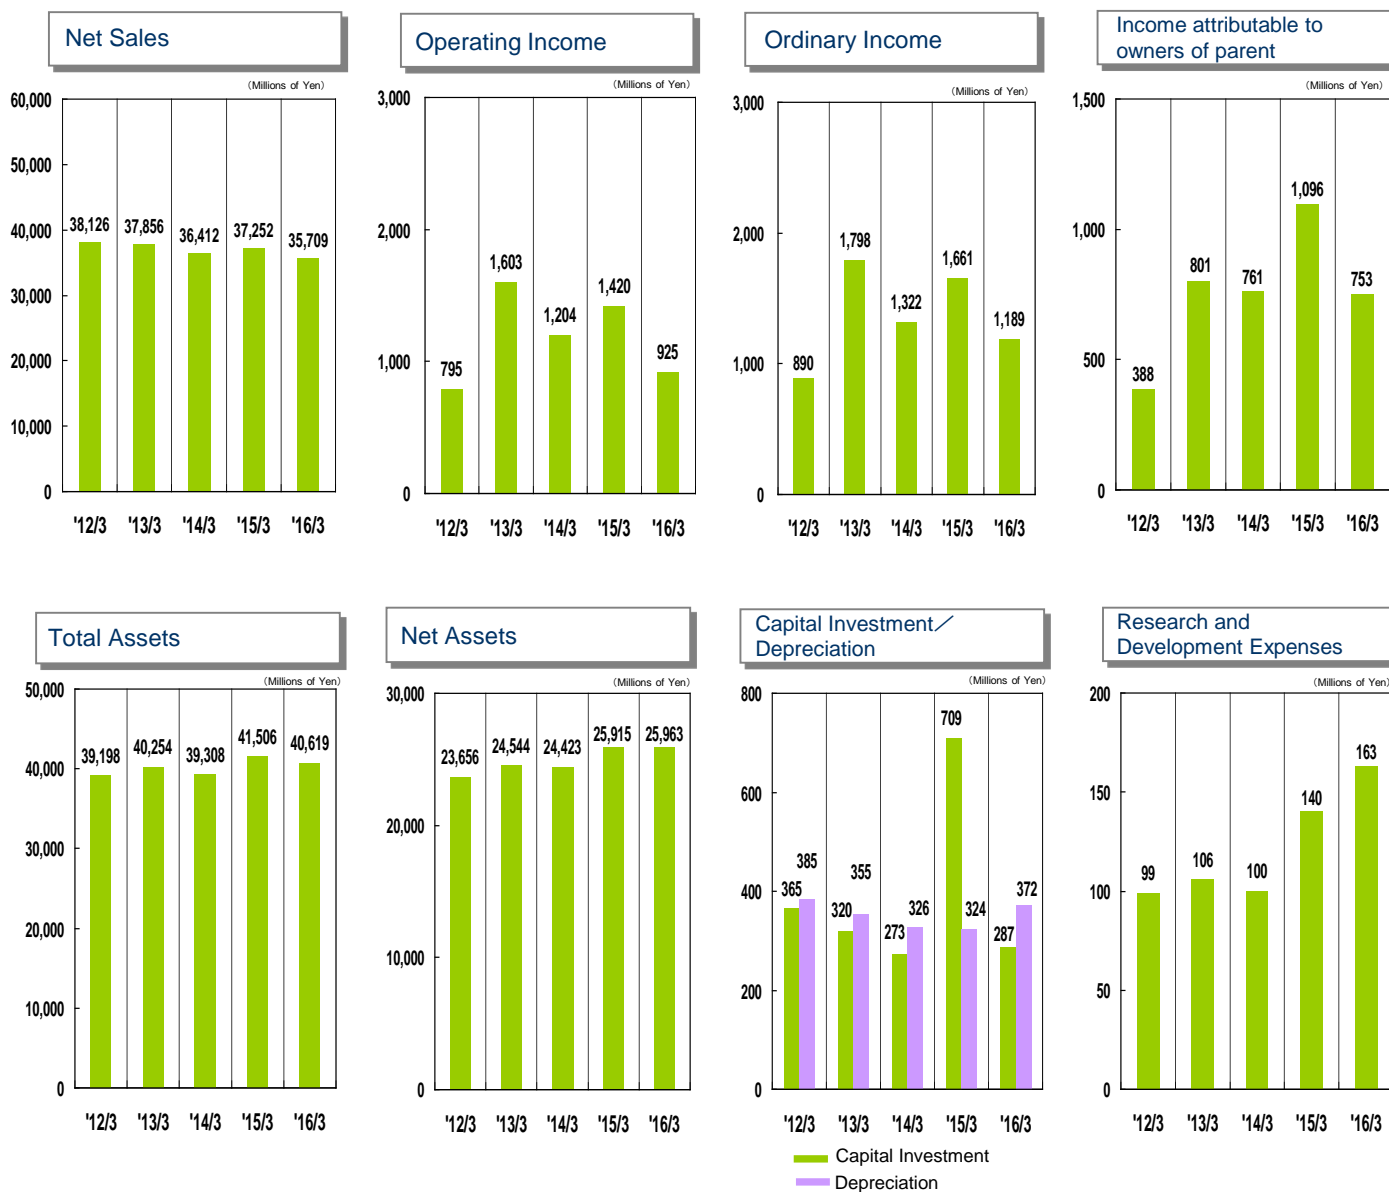 Net Sales
(Millions of Yen)
60,000
50,000
40,000
30,000
20,000
10,000
0
38,126
37,856
36,412
37,252
35,709
'12/3 '13/3 '14/3 '15/3 '16/3
Operating Income
(Millions of Yen)
3,000
2,000
1,000
0
795
1,603
1,204
1,420
925
'12/3 '13/3 '14/3 '15/3 '16/3
Ordinary Income
(Millions of Yen)
3,000
2,000
1,000
0
890
1,798
1,322
1,661
1,189
'12/3 '13/3 '14/3 '15/3 '16/3
Income attributable to
owners of parent
(Millions of Yen)
1,500
1,000
500
0
388
801
761
1,096
753
'12/3 '13/3 '14/3 '15/3 '16/3
Total Assets
(Millions of Yen)
50,000
40,000
30,000
20,000
10,000
0
39,198
40,254
39,308
41,506
40,619
'12/3 '13/3 '14/3 '15/3 '16/3
Net Assets
(Millions of Yen)
30,000
20,000
10,000
0
23,656
24,544
24,423
25,915
25,963
'12/3 '13/3 '14/3 '15/3 '16/3
Capital Investment／
Depreciation
(Millions of Yen)
800
600
400
200
0
365
385
320
355
273
326
709
324
287
372
'12/3 '13/3 '14/3 '15/3 '16/3
Capital Investment
Depreciation
Research and
Development Expenses
(Millions of Yen)
200
150
100
50
0
99
106
100
140
163
'12/3 '13/3 '14/3 '15/3 '16/3